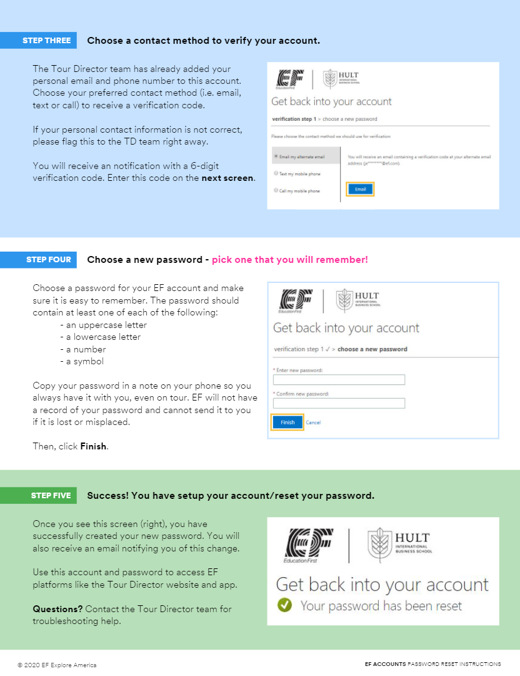 STEP THREE Choose a contact method to verify your account.
The Tour Director team has already added your
personal email and phone number to this account.
Choose your preferred contact method (i.e. email,
text or call) to receive a verification code.
If your personal contact information is not correct,
please flag this to the TD team right away.
You will receive an notification with a 6-digit
verification code. Enter this code on the next screen.
EF
EducationFirst
HULT
INTERNATIONAL
BUSINESS SCHOOL
Get back into your account
verification step 1 > choose a new password
Please choose the contact method we should use for verification:
Email my alternate email
Text my mobile phone
Call my mobile phone
You will receive an email containing a verification code at your alternate email
Email
STEP FOUR Choose a new password - pick one that you will remember!
Choose a password for your EF account and make
sure it is easy to remember. The password should
contain at least one of each of the following:
- an uppercase letter
- a lowercase letter
- a number
- a symbol
Copy your password in a note on your phone so you
always have it with you, even on tour. EF will not have
a record of your password and cannot send it to you
if it is lost or misplaced.
Then, click Finish.
EF
EducationFirst
HULT
INTERNATIONAL
BUSINESS SCHOOL
Get back into your account
verification step 1 ✓ > choose a new password
* Enter new password:
* Confirm new password:
Finish Cancel
STEP FIVE Success! You have setup your account/reset your password.
Once you see this screen (right), you have
successfully created your new password. You will
also receive an email notifying you of this change.
Use this account and password to access EF
platforms like the Tour Director website and app.
Questions? Contact the Tour Director team for
troubleshooting help.
EF
EducationFirst
HULT
INTERNATIONAL
BUSINESS SCHOOL
Get back into your account
Your password has been reset
© 2020 EF Explore America
EF ACCOUNTS PASSWORD RESET INSTRUCTIONS